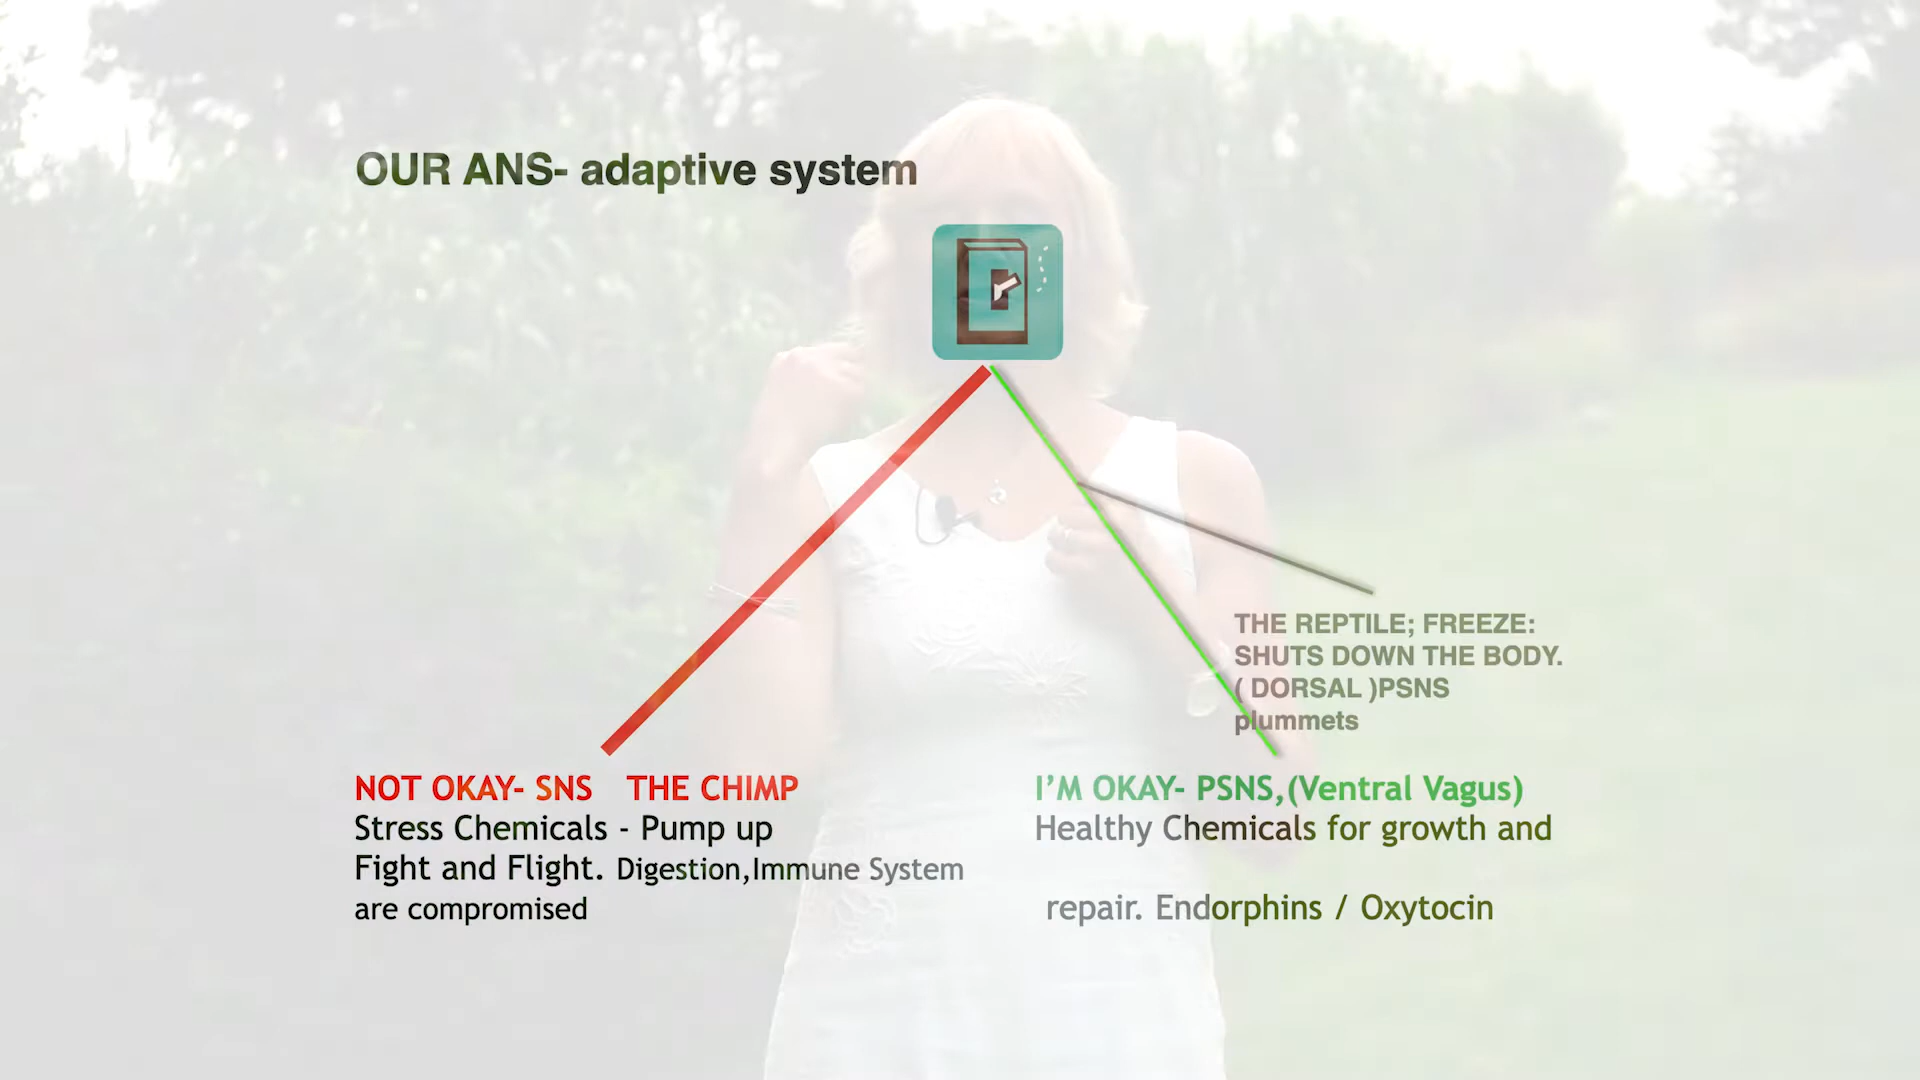 OUR ANS- adaptive system
THE REPTILE; FREEZE:
SHUTS DOWN THE BODY.
( DORSAL )PSNS
plummets
NOT OKAY- SNS THE CHIMP
Stress Chemicals - Pump up
Fight and Flight. Digestion,Immune System
are compromised
I'M OKAY- PSNS,(Ventral Vagus)
Healthy Chemicals for growth and
repair. Endorphins / Oxytocin